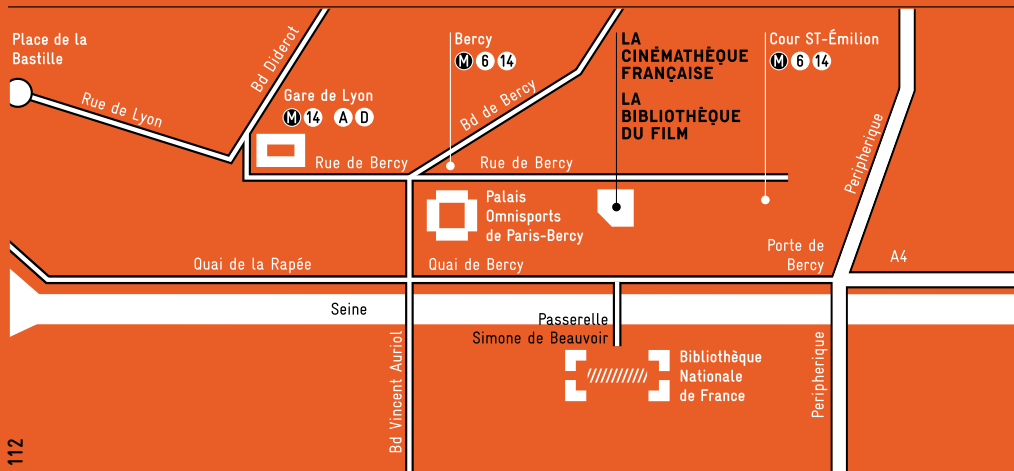 Place de la
Bastille
Rue de Lyon
Bd Diderot
Gare de Lyon
M 14 A D
Bercy
M 6 14
Bd de Bercy
LA
CINÉMATHÈQUE
FRANÇAISE
LA
BIBLIOTHÈQUE
DU FILM
Cour ST-Émilion
M 6 14
Peripherique
Rue de Bercy
Rue de Bercy
Palais
Omnisports
de Paris-Bercy
Quai de la Rapée
Quai de Bercy
Porte de
Bercy
A4
Seine
Passerelle
Simone de Beauvoir
Bd Vincent Auriol
Bibliothèque
Nationale
de France
Peripherique
112